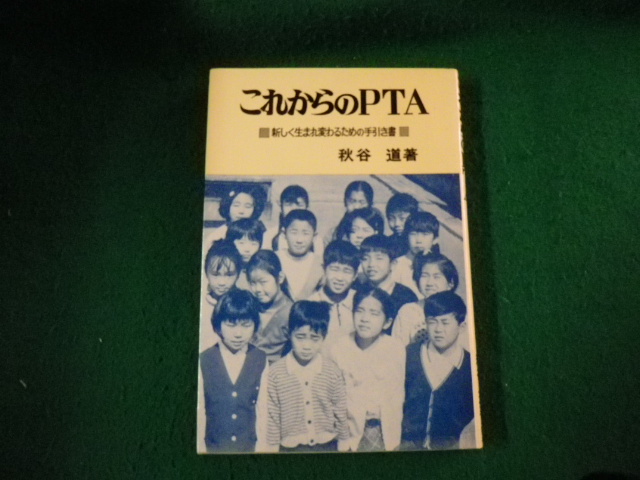 これからのPTA
■新しく生まれ変わるための手引き書■
秋谷 道著